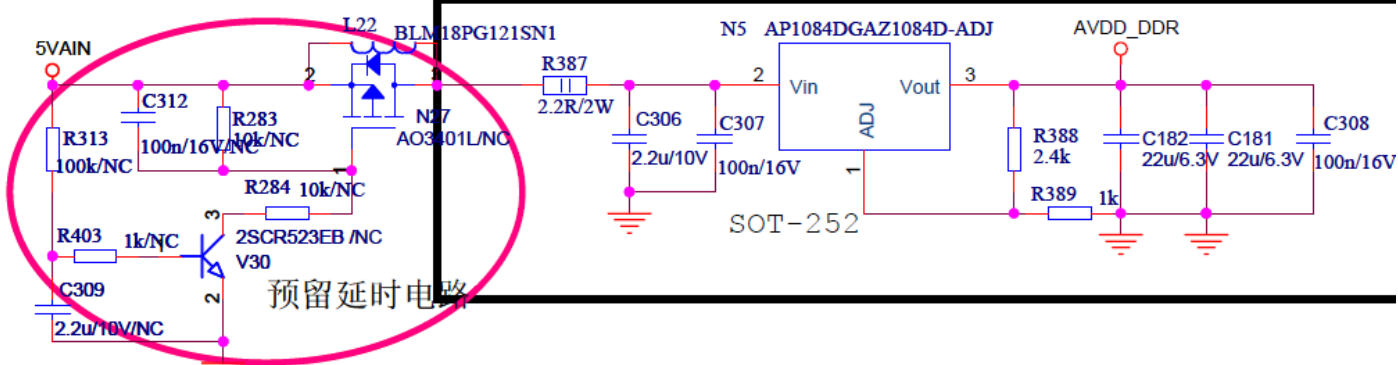 L22
BLM18PG121SN1
N5 AP1084DGAZ1084D-ADJ
AVDD_DDR
5VAIN
2
3
R387
2.2R/2W
2
Vin
Vout
3
ADJ
1
C312
100n/16V/NC
R283
10k/NC
N27
AO3401L/NC
R313
100k/NC
C306
2.2u/10V
C307
100n/16V
R388
2.4k
C182
22u/6.3V
C181
22u/6.3V
C308
100n/16V
1
R284 10k/NC
R389 1k
SOT-252
3
R403 1k/NC
1
2SCR523EB /NC
V30
2
C309
2.2u/10V/NC
预留延时电路